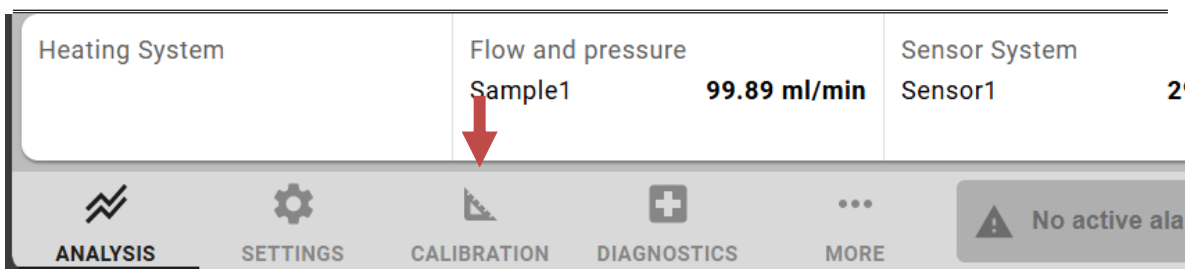 Heating System
Flow and pressure
Sample1 99.89 ml/min
Sensor System
Sensor1
ANALYSIS SETTINGS CALIBRATION DIAGNOSTICS MORE
No active